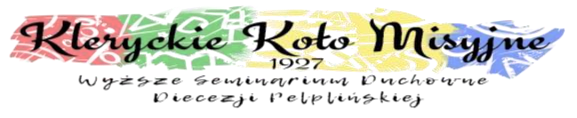 Kleryckie Koło Misyjne
1927
Wyższe Seminarium Duchowne
Diecezji Pelplińskiej